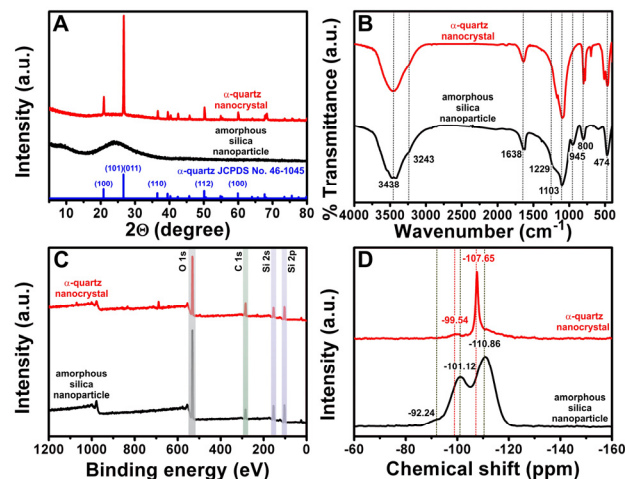 A
Intensity (a.u.)
α-quartz
nanocrystal
amorphous
silica
nanoparticle
(101)(011)
α-quartz JCPDS No. 46-1045
(100)
(110)
(112)
(100)
10 20 30 40 50 60 70
2Θ (degree)
B
% Transmittance (a.u.)
α-quartz
nanocrystal
amorphous
silica
nanoparticle
3438
3243
1638
1229
1103
945
800
474
4000 3500 3000 2500 2000 1500 1000 500
Wavenumber (cm-1)
C
Intensity (a.u.)
O 1s
C 1s
Si 2s
Si 2p
α-quartz
nanocrystal
amorphous
silica
nanoparticle
1200 1000 800 600 400 200 0
Binding energy (eV)
D
Intensity (a.u.)
-107.65
α-quartz
nanocrystal
-99.54
-110.86
-101.12
-92.24
amorphous
silica
nanoparticle
-60 -80 -100 -120 -140 -160
Chemical shift (ppm)